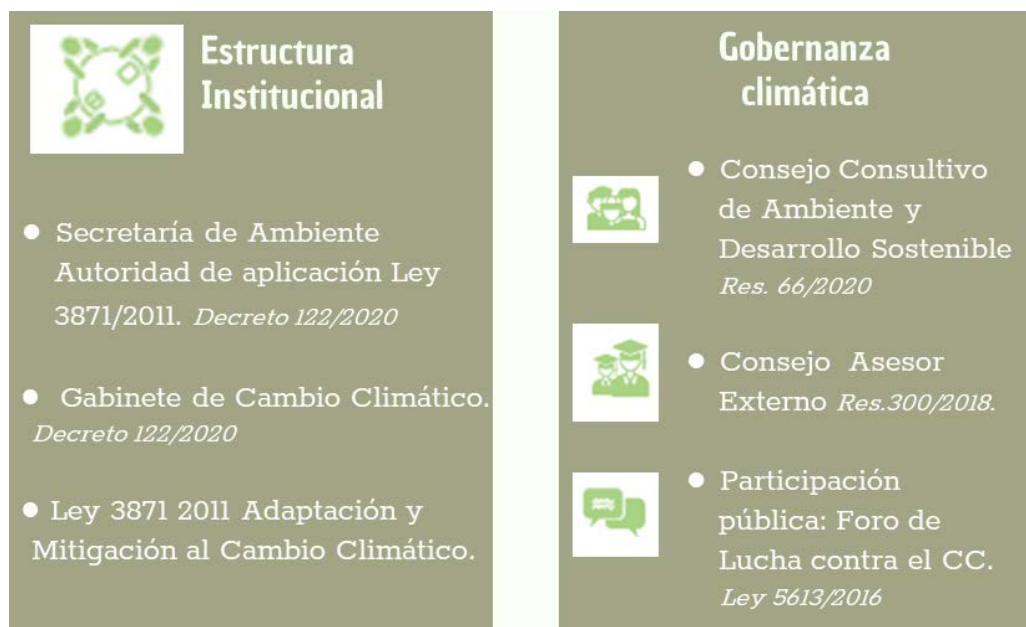 Estructura
Institucional
● Secretaría de Ambiente
Autoridad de aplicación Ley
3871/2011. Decreto 122/2020
● Gabinete de Cambio Climático.
Decreto 122/2020
● Ley 3871 2011 Adaptación y
Mitigación al Cambio Climático.
Gobernanza
climática
● Consejo Consultivo
de Ambiente y
Desarrollo Sostenible
Res. 66/2020
● Consejo Asesor
Externo Res.300/2018.
● Participación
pública: Foro de
Lucha contra el CC.
Ley 5613/2016